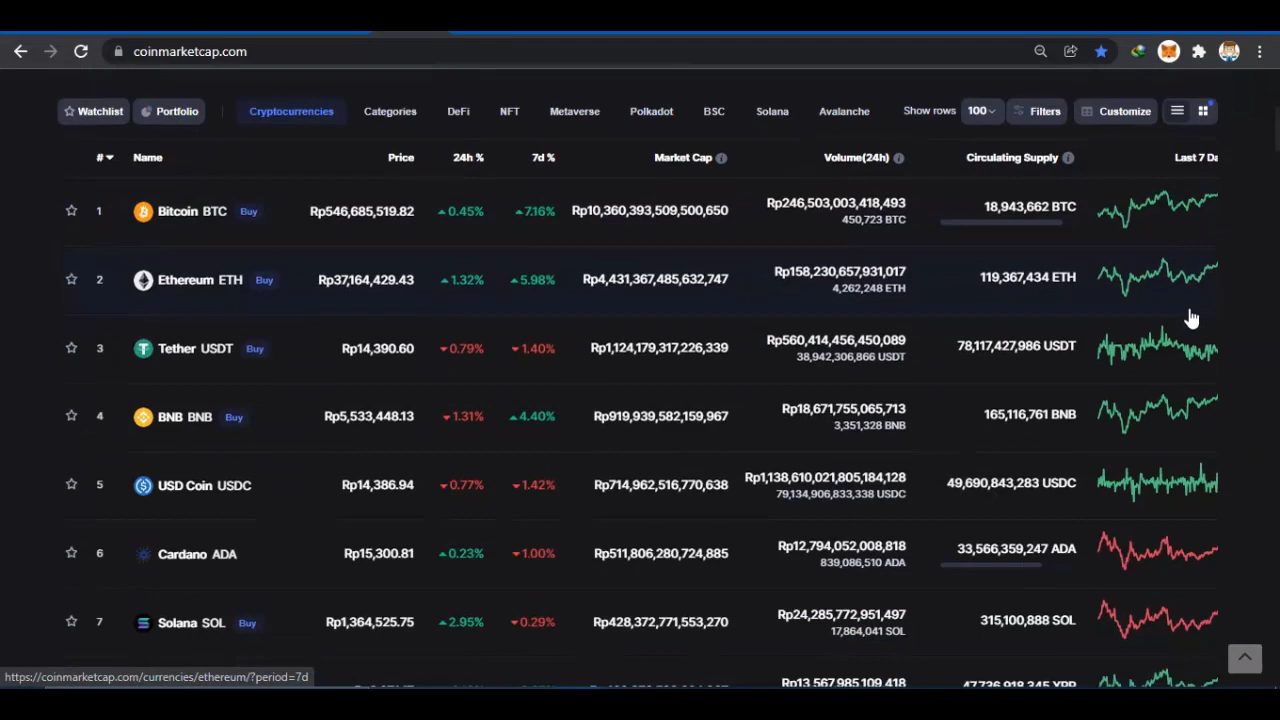 coinmarketcap.com
Watchlist Portfolio Cryptocurrencies Categories DeFi NFT Metaverse Polkadot BSC Solana Avalanche Show rows 100 Filters Customize
# Name Price 24h % 7d % Market Cap Volume(24h) Circulating Supply Last 7 Da
1 Bitcoin BTC Buy Rp546,685,519.82 0.45% 7.16% Rp10,360,393,509,500,650 Rp246,503,003,418,493 18,943,662 BTC
450,723 BTC
2 Ethereum ETH Buy Rp37,164,429.43 1.32% 5.98% Rp4,431,367,485,632,747 Rp158,230,657,931,017 119,367,434 ETH
4,262,248 ETH
3 Tether USDT Buy Rp14,390.60 0.79% 1.40% Rp1,124,179,317,226,339 Rp560,414,456,450,089 78,117,427,986 USDT
38,942,306,866 USDT
4 BNB BNB Buy Rp5,533,448.13 1.31% 4.40% Rp919,939,582,159,967 Rp18,671,755,065,713 165,116,761 BNB
3,351,328 BNB
5 USD Coin USDC Rp14,386.94 0.77% 1.42% Rp714,962,516,770,638 Rp1,138,610,021,805,184,128 49,690,843,283 USDC
79,134,906,833,338 USDC
6 Cardano ADA Rp15,300.81 0.23% 1.00% Rp511,806,280,724,885 Rp12,794,052,008,818 33,566,359,247 ADA
839,086,510 ADA
7 Solana SOL Buy Rp1,364,525.75 2.95% 0.29% Rp428,372,771,553,270 Rp24,285,772,951,497 315,100,888 SOL
17,864,041 SOL
Rp13,567,985,109,418 47,736,918,345 XRP
https://coinmarketcap.com/currencies/ethereum/?period=7d